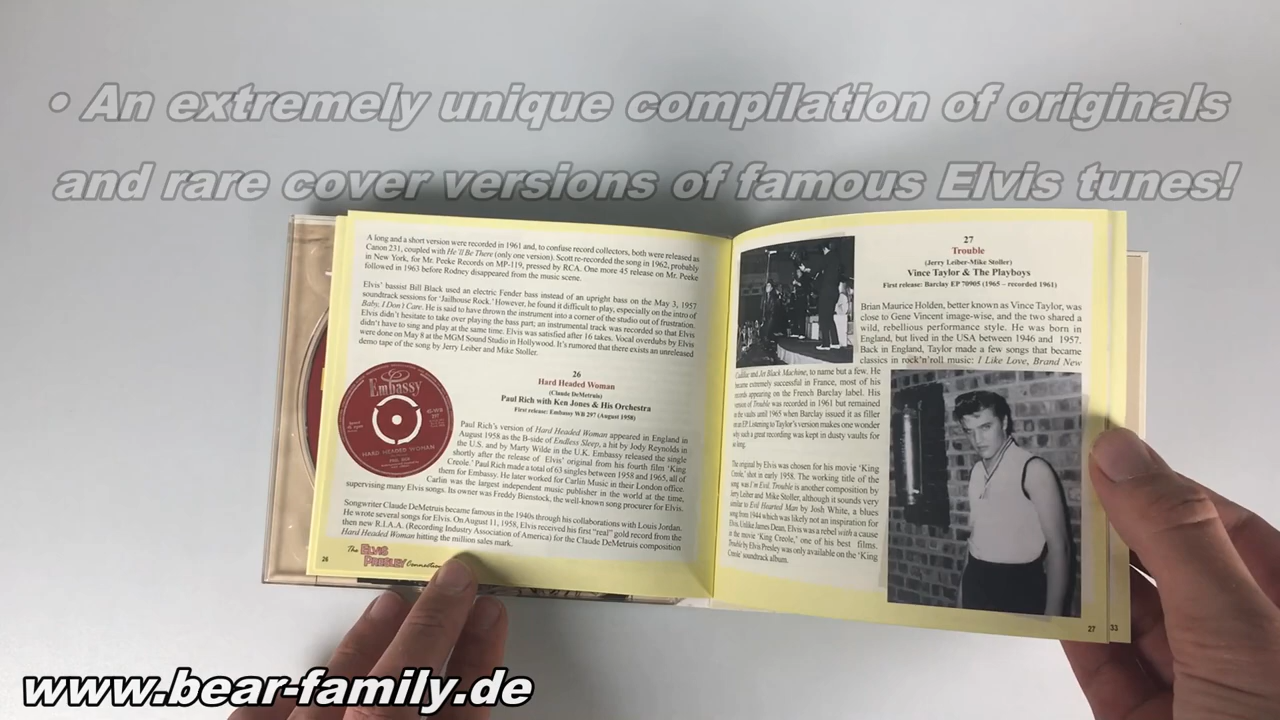 • An extremely unique compilation of originals
and rare cover versions of famous Elvis tunes!
A long and a short version were recorded in 1961 and, to confuse record collectors, both were released as
Canon 231, coupled with He'll Be There (only one version). Scott re-recorded the song in 1962, probably
in New York, for Mr. Peeke Records on MP-119, pressed by RCA. One more 45 release on Mr. Peeke
followed in 1963 before Rodney disappeared from the music scene.
Elvis' bassist Bill Black used an electric Fender bass instead of an upright bass on the May 3, 1957
soundtrack sessions for 'Jailhouse Rock.' However, he found it difficult to play, especially on the intro of
Baby, I Don't Care. He is said to have thrown the instrument into a corner of the studio out of frustration.
Elvis didn't hesitate to take over playing the bass part; an instrumental track was recorded so that Elvis
didn't have to sing and play at the same time. Elvis was satisfied after 16 takes. Vocal overdubs by Elvis
were done on May 8 at the MGM Sound Studio in Hollywood. It's rumored that there exists an unreleased
demo tape of the song by Jerry Leiber and Mike Stoller.
26
Hard Headed Woman
(Claude DeMetruis)
Paul Rich with Ken Jones & His Orchestra
First release: Embassy WB 297 (August 1958)
Embassy
45-WB
297
HARD HEADED WOMAN
PAUL RICH
Paul Rich's version of Hard Headed Woman appeared in England in
August 1958 as the B-side of Endless Sleep, a hit by Jody Reynolds in
the U.S. and by Marty Wilde in the U.K. Embassy released the single
shortly after the release of Elvis' original from his fourth film 'King
Creole.' Paul Rich made a total of 63 singles between 1958 and 1965, all of
them for Embassy. He later worked for Carlin Music in their London office.
Carlin was the largest independent music publisher in the world at the time,
supervising many Elvis songs. Its owner was Freddy Bienstock, the well-known song procurer for Elvis.
Songwriter Claude DeMetruis became famous in the 1940s through his collaborations with Louis Jordan.
He wrote several songs for Elvis. On August 11, 1958, Elvis received his first "real" gold record from the
then new R.I.A.A. (Recording Industry Association of America) for the Claude DeMetruis composition
Hard Headed Woman hitting the million sales mark.
26
The ELVIS
PRESLEY Connection
27
Trouble
(Jerry Leiber-Mike Stoller)
Vince Taylor & The Playboys
First release: Barclay EP 70905 (1965 – recorded 1961)
Brian Maurice Holden, better known as Vince Taylor, was
close to Gene Vincent image-wise, and the two shared a
wild, rebellious performance style. He was born in
England, but lived in the USA between 1946 and 1957.
Back in England, Taylor made a few songs that became
classics in rock'n'roll music: I Like Love, Brand New
Cadillac and Jet Black Machine, to name but a few. He
became extremely successful in France, most of his
records appearing on the French Barclay label. His
version of Trouble was recorded in 1961 but remained
in the vaults until 1965 when Barclay issued it as filler
on an EP. Listening to Taylor's version makes one wonder
why such a great recording was kept in dusty vaults for
so long.
The original by Elvis was chosen for his movie 'King
Creole,' shot in early 1958. The working title of the
song was I'm Evil. Trouble is another composition by
Jerry Leiber and Mike Stoller, although it sounds very
similar to Evil Hearted Man by Josh White, a blues
song from 1944 which was likely not an inspiration for
Elvis. Unlike James Dean, Elvis was a rebel with a cause
in the movie 'King Creole,' one of his best films.
Trouble by Elvis Presley was only available on the 'King
Creole' soundtrack album.
27
33
www.bear-family.de